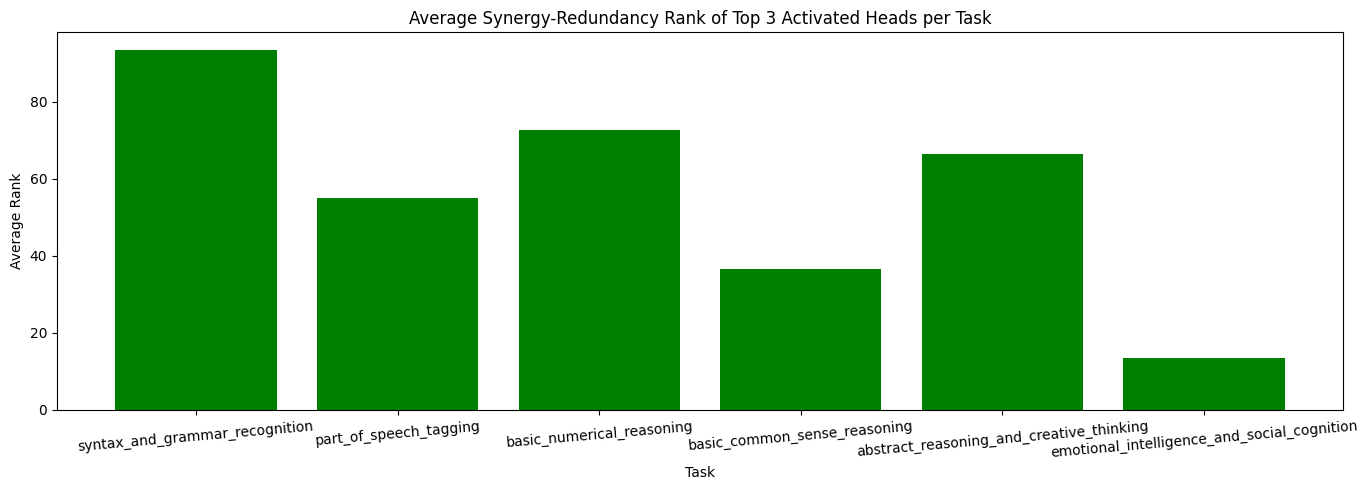 Average Synergy-Redundancy Rank of Top 3 Activated Heads per Task
Average Rank
80
60
40
20
0
syntax_and_grammar_recognition
part_of_speech_tagging
basic_numerical_reasoning
basic_common_sense_reasoning
abstract_reasoning_and_creative_thinking
emotional_intelligence_and_social_cognition
Task